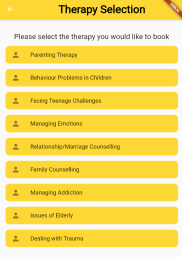 Therapy Selection
Please select the therapy you would like to book
Parenting Therapy
Behaviour Problems in Children
Facing Teenage Challenges
Managing Emotions
Relationship/Marriage Counselling
Family Counselling
Managing Addiction
Issues of Elderly
Dealing with Trauma